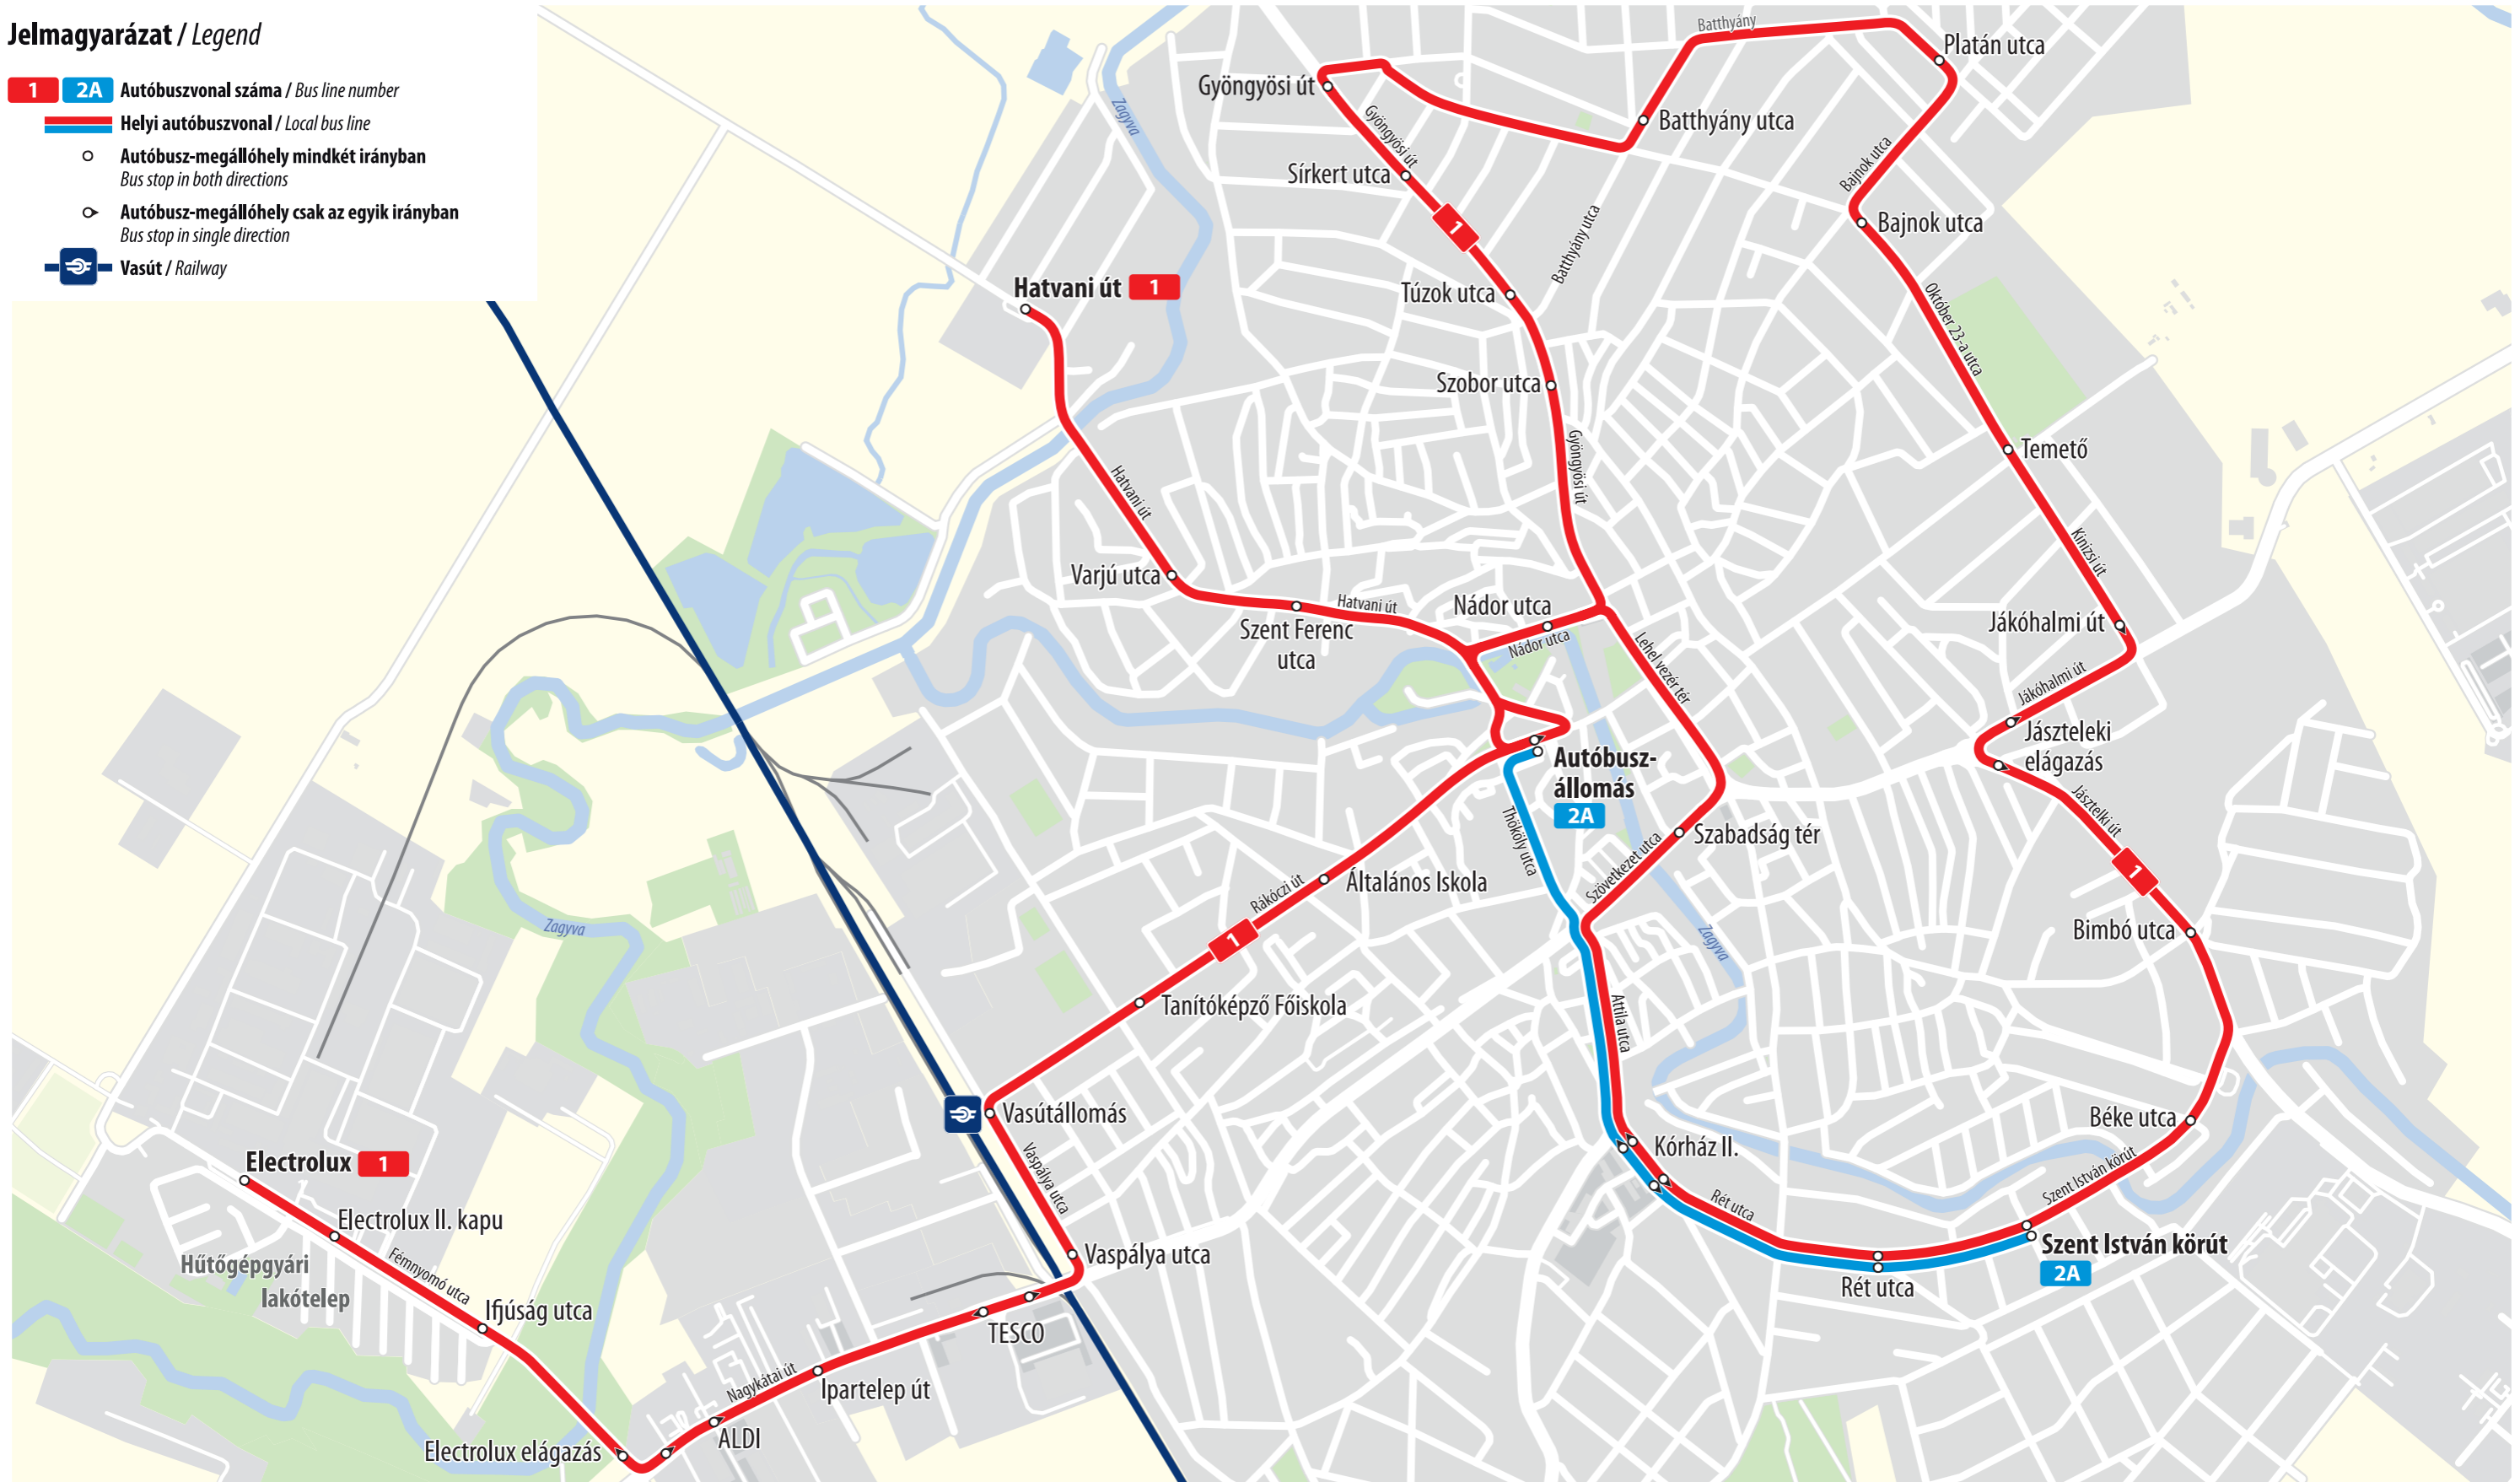 Jelmagyarázat / Legend
1 2A Autóbuszvonal száma / Bus line number
Helyi autóbuszvonal / Local bus line
Autóbusz-megállóhely mindkét irányban
Bus stop in both directions
Autóbusz-megállóhely csak az egyik irányban
Bus stop in single direction
Vasút / Railway
Batthyány
Platán utca
Gyöngyösi út
Zagyva
Gyöngyösi út
Batthyány utca
Bajnok utca
Sírkert utca
1
Batthyány utca
Bajnok utca
Hatvani út 1
Túzok utca
Október 23-a utca
Szobor utca
Gyöngyösi út
Temető
Hatvani út
Kinizsi út
Varjú utca
Hatvani út
Nádor utca
Szent Ferenc
utca
Nádor utca
Lehel vezér tér
Jákóhalmi út
Jákóhalmi út
Jászteleki
elágazás
Autóbusz-
állomás
2A
Thököly utca
Jásztelki út
Szabadság tér
Szövetkezet utca
1
Általános Iskola
Rákóczi út
1
Bimbó utca
Zagyva
Zagyva
Tanítóképző Főiskola
Attila utca
Vasútállomás
Béke utca
Kórház II.
Electrolux 1
Vaspálya utca
Szent István körút
Rét utca
Electrolux II. kapu
Szent István körút
2A
Hűtőgépgyári
lakótelep
Fémnyomó utca
Vaspálya utca
Rét utca
Ifjúság utca
TESCO
Nagykátai út
Ipartelep út
ALDI
Electrolux elágazás